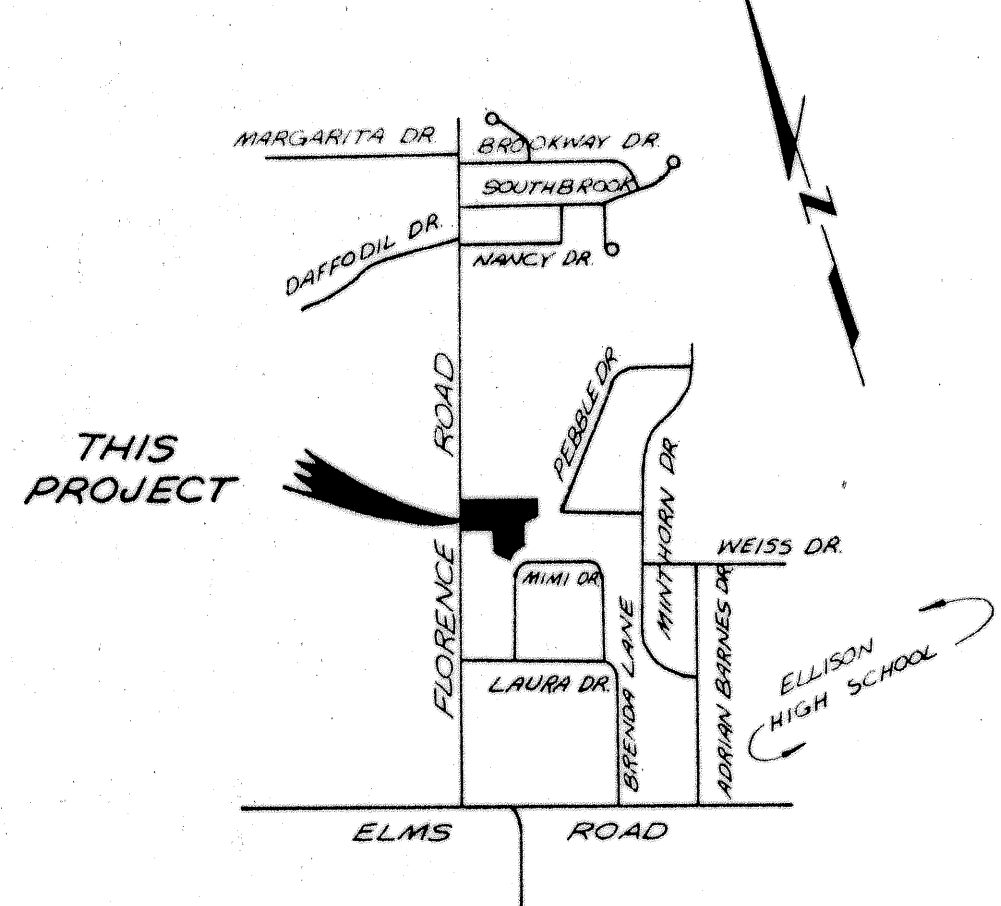 MARGARITA DR.
BROOKWAY DR.
SOUTHBROOK
DAFFODIL DR.
NANCY DR.
N
PEBBLE DR.
FLORENCE ROAD
THIS
PROJECT
MINTHORN DR.
WEISS DR.
MIMI DR.
BRENDA LANE
ADRIAN BARNES DR.
LAURA DR.
ELLISON
HIGH SCHOOL
ELMS ROAD